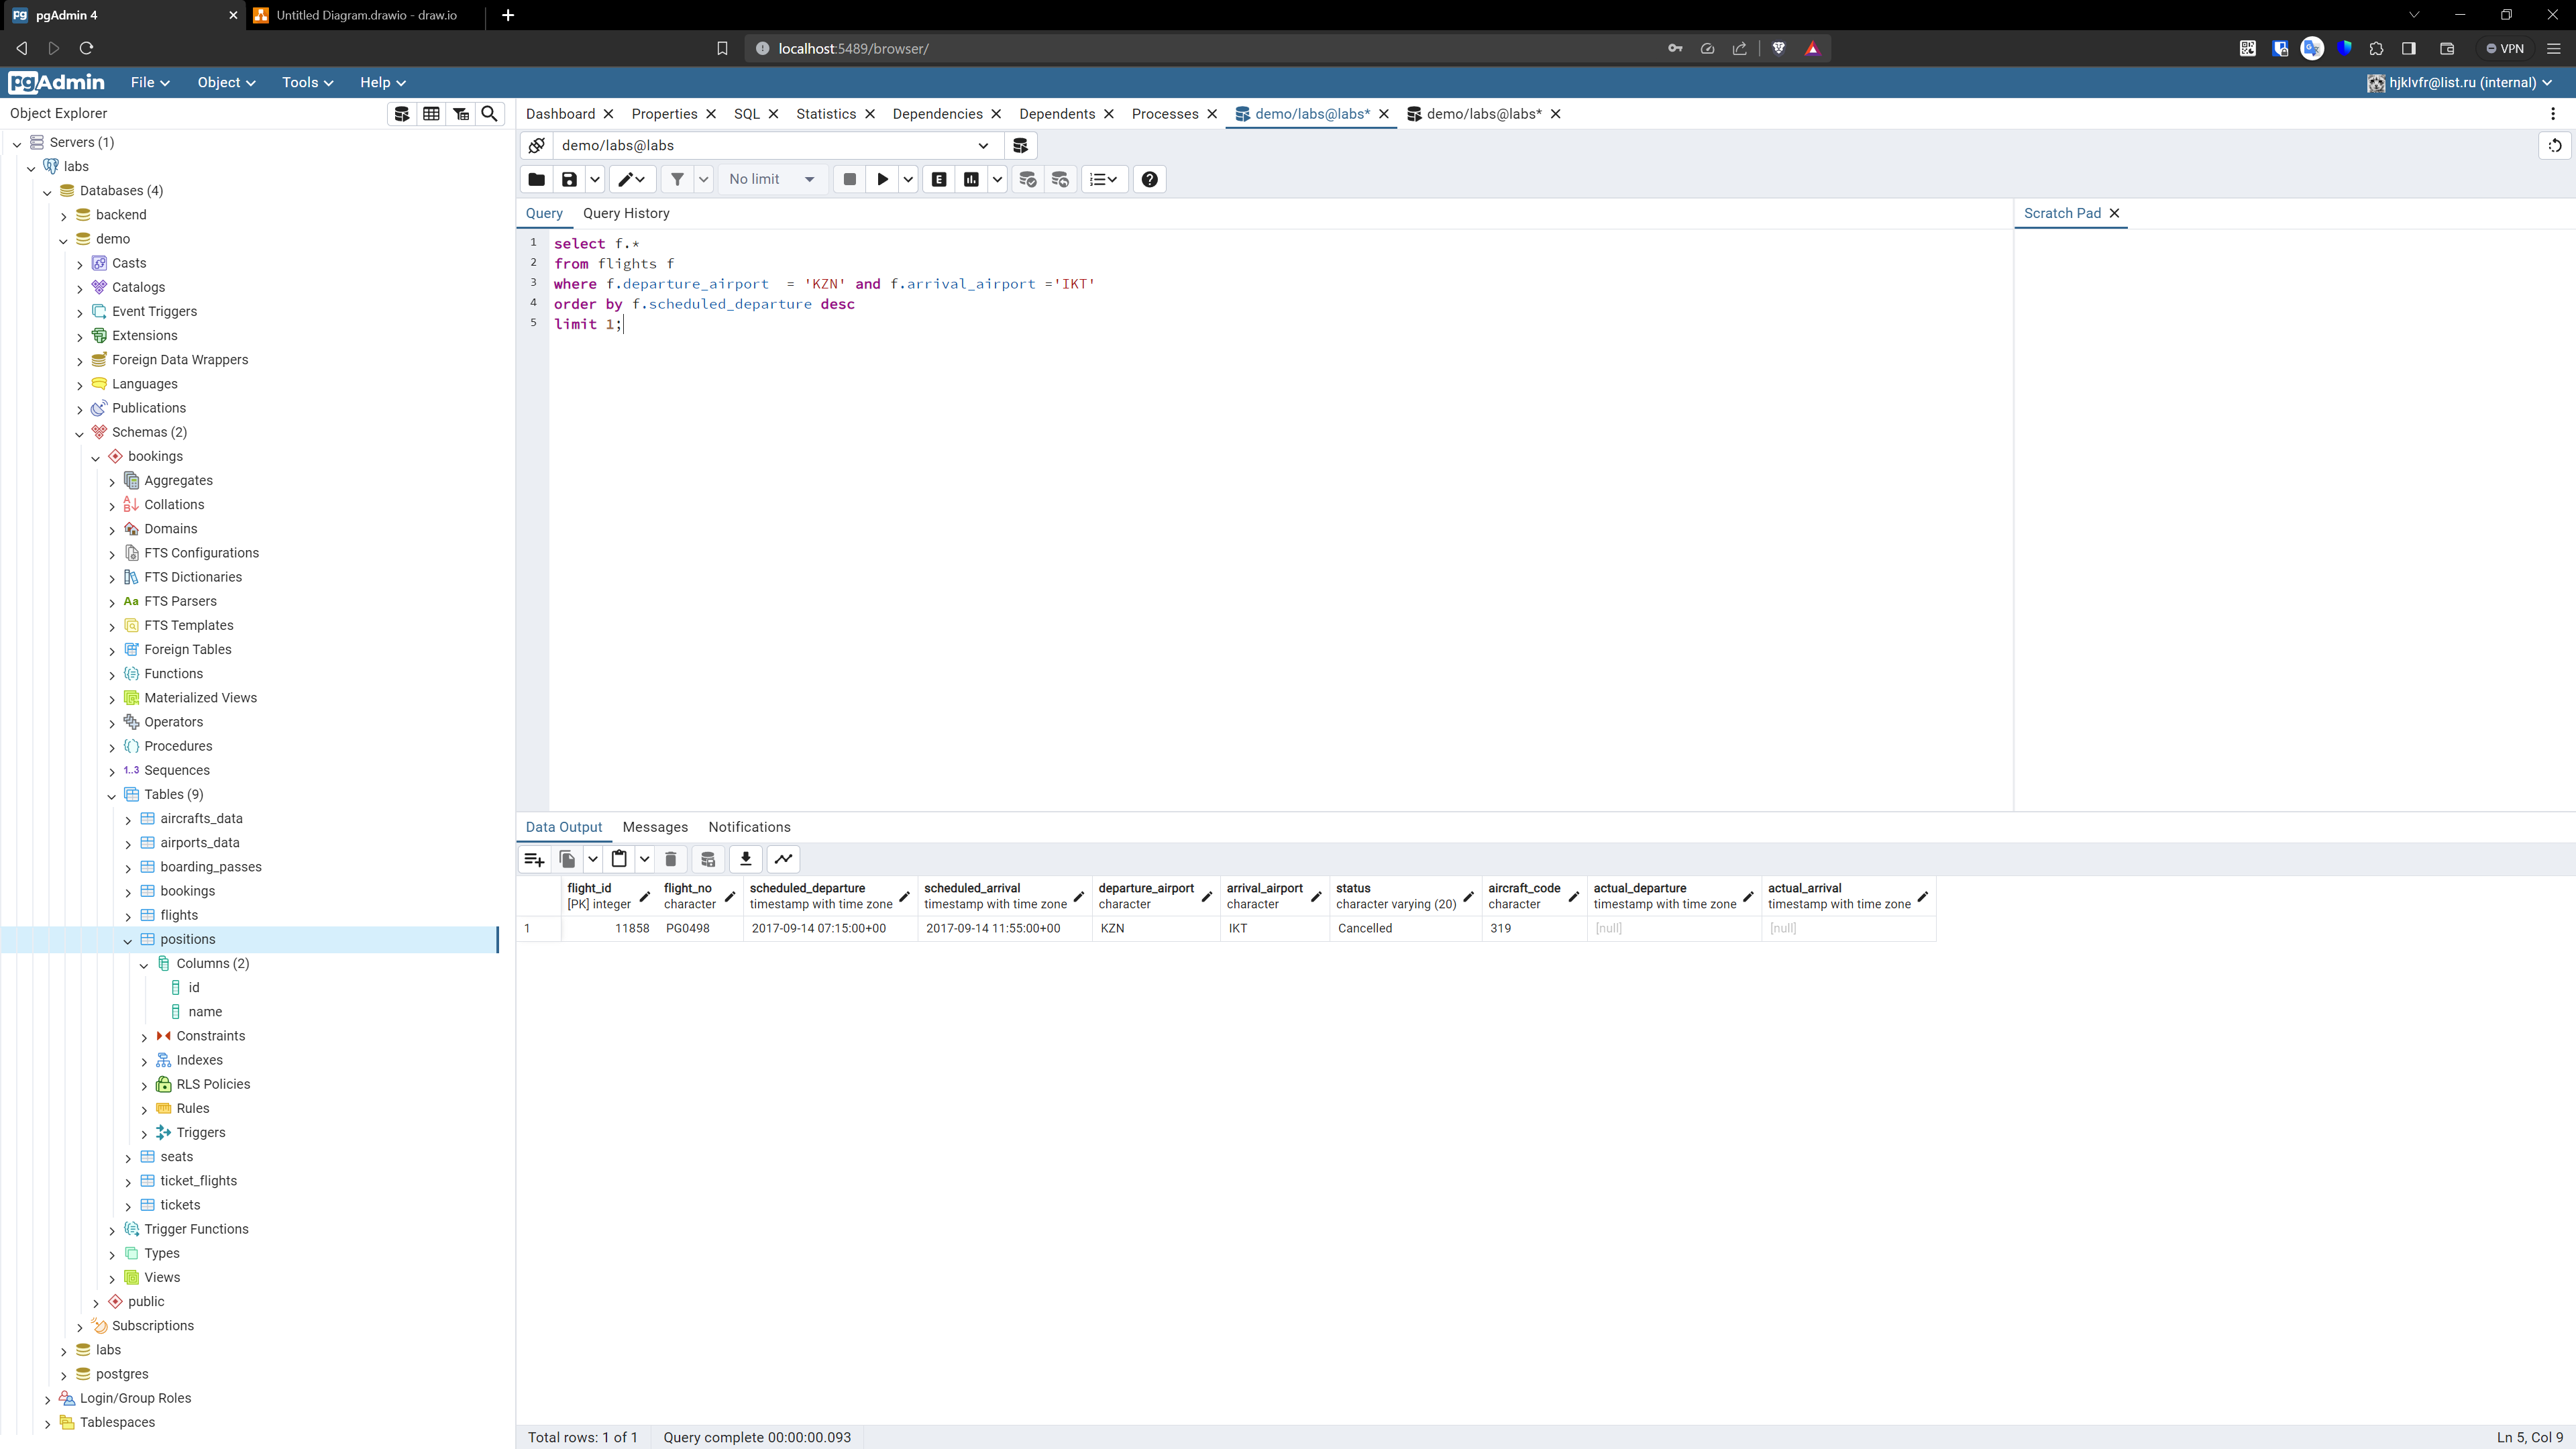 pgAdmin 4
Untitled Diagram.drawio - draw.io
localhost:5489/browser/
VPN
pgAdmin
File
Object
Tools
Help
hjklvfr@list.ru (internal)
Object Explorer
Servers (1)
labs
Databases (4)
backend
demo
Casts
Catalogs
Event Triggers
Extensions
Foreign Data Wrappers
Languages
Publications
Schemas (2)
bookings
Aggregates
Collations
Domains
FTS Configurations
FTS Dictionaries
Aa FTS Parsers
FTS Templates
Foreign Tables
Functions
Materialized Views
Operators
Procedures
1..3 Sequences
Tables (9)
aircrafts_data
airports_data
boarding_passes
bookings
flights
positions
Columns (2)
id
name
Constraints
Indexes
RLS Policies
Rules
Triggers
seats
ticket_flights
tickets
Trigger Functions
Types
Views
public
Subscriptions
labs
postgres
Login/Group Roles
Tablespaces
Dashboard
Properties
SQL
Statistics
Dependencies
Dependents
Processes
demo/labs@labs*
demo/labs@labs*
demo/labs@labs
No limit
E
Query
Query History
Scratch Pad
1 select f.*
2 from flights f
3 where f.departure_airport  = 'KZN' and f.arrival_airport ='IKT'
4 order by f.scheduled_departure desc
5 limit 1;
Data Output
Messages
Notifications
flight_id
[PK] integer
flight_no
character
scheduled_departure
timestamp with time zone
scheduled_arrival
timestamp with time zone
departure_airport
character
arrival_airport
character
status
character varying (20)
aircraft_code
character
actual_departure
timestamp with time zone
actual_arrival
timestamp with time zone
1 11858 PG0498 2017-09-14 07:15:00+00 2017-09-14 11:55:00+00 KZN IKT Cancelled 319 [null] [null]
Total rows: 1 of 1
Query complete 00:00:00.093
Ln 5, Col 9